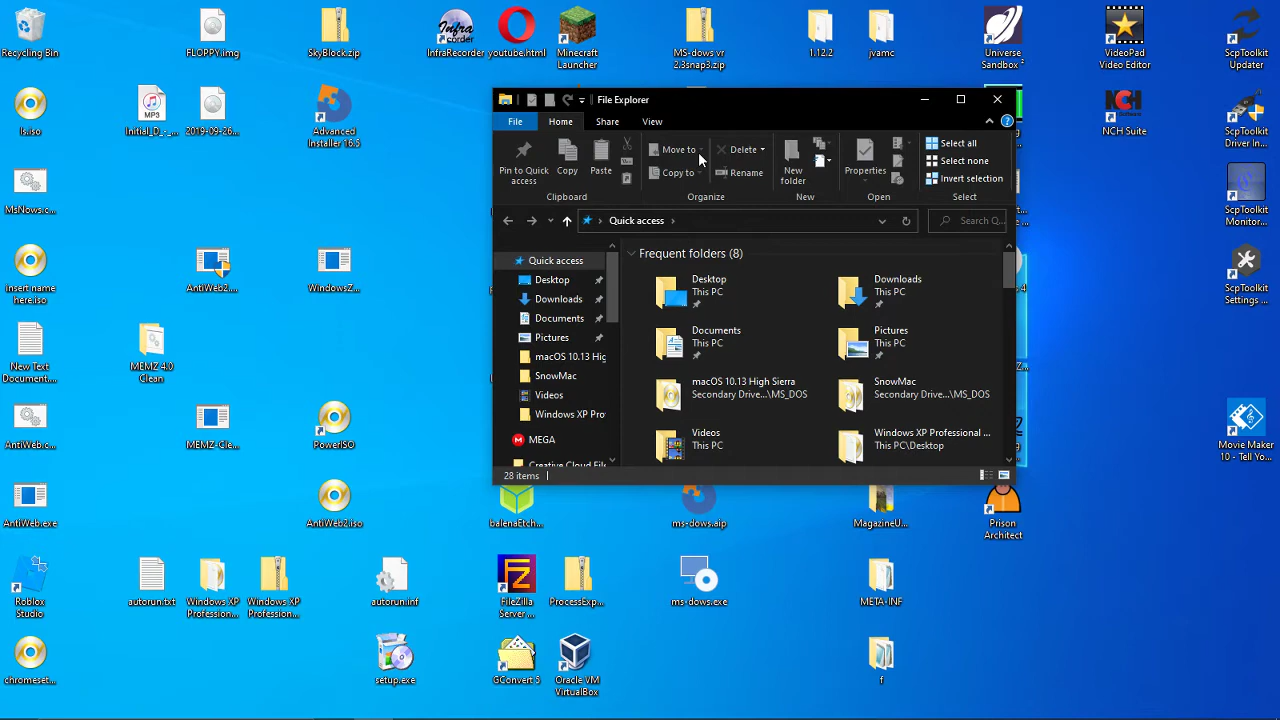 Recycling Bin
FLOPPY.img
SkyBlock.zip
InfraRecorder
youtube.html
Minecraft
Launcher
MS-dows vr
2.3snap3.zip
1.12.2
jvamc
Universe
Sandbox ²
VideoPad
Video Editor
ScpToolkit
Updater
ls.iso
MP3
Initial_D_-_...
2019-09-26...
Advanced
Installer 16.5
NCH
Software
NCH Suite
ScpToolkit
Driver In...
File Explorer
File
Home
Share
View
Pin to Quick
access
Copy
Paste
Clipboard
Move to
Copy to
Delete
Rename
Organize
New
folder
New
Properties
Open
Select all
Select none
Invert selection
Select
MsNows.c...
ScpToolkit
Monitor...
Quick access
Search Q...
insert name
here.iso
AntiWeb2....
WindowsZ...
ScpToolkit
Settings ...
Quick access
Desktop
Downloads
Documents
Pictures
macOS 10.13 Hig
SnowMac
Videos
Windows XP Pro
MEGA
Creative Cloud File
Frequent folders (8)
Desktop
This PC
Downloads
This PC
Documents
This PC
Pictures
This PC
macOS 10.13 High Sierra
Secondary Drive...\MS_DOS
SnowMac
Secondary Drive...\MS_DOS
Videos
This PC
Windows XP Professional ...
This PC\Desktop
28 items
New Text
Document....
MEMZ 4.0
Clean
AntiWeb.c...
MEMZ-Cle...
PowerISO
Movie Maker
10 - Tell Yo...
AntiWeb.exe
AntiWeb2.iso
balenaEtch...
ms-dows.aip
MagazineU...
Prison
Architect
Roblox
Studio
autorun.txt
Windows XP
Profession...
Windows XP
Profession...
autorun.inf
FileZilla
Server ...
ProcessExp...
ms-dows.exe
META-INF
chromeset...
setup.exe
GConvert 5
Oracle VM
VirtualBox
f